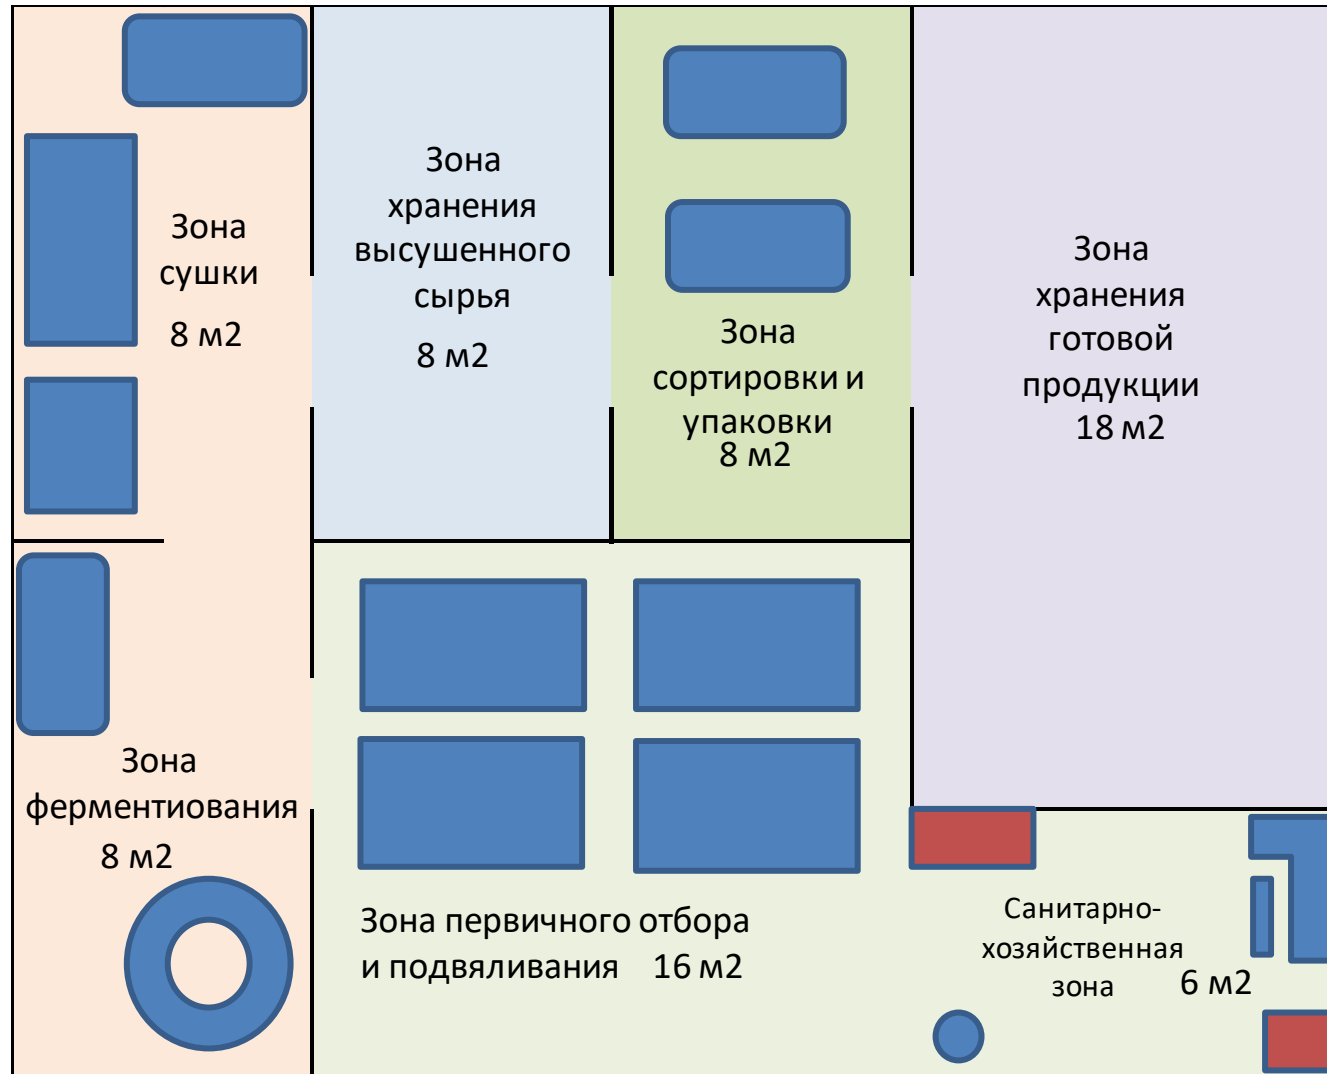 Зона
сушки
8 м2
Зона
хранения
высушенного
сырья
8 м2
Зона
сортировки и
упаковки
8 м2
Зона
хранения
готовой
продукции
18 м2
Зона
ферментиования
8 м2
Зона первичного отбора
и подвяливания 16 м2
Санитарно-
хозяйственная
зона 6 м2